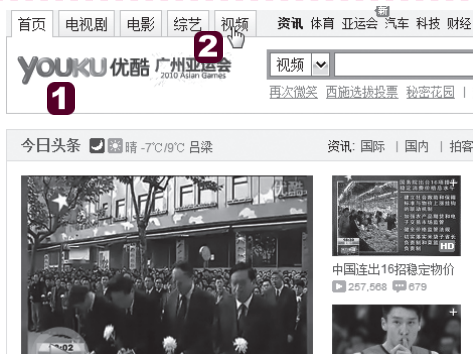 首页 电视剧 电影 综艺 视频 资讯 体育 亚运会 汽车 科技 财经
2
YOUKU 优酷 广州亚运会
2010 Asian Games
视频
1
再次微笑 西施选拔投票 秘密花园
今日头条 晴 -7℃/9℃ 吕梁 资讯: 国际 | 国内 | 拍客
优酷
HD
中国连出16招稳定物价
257,568 679